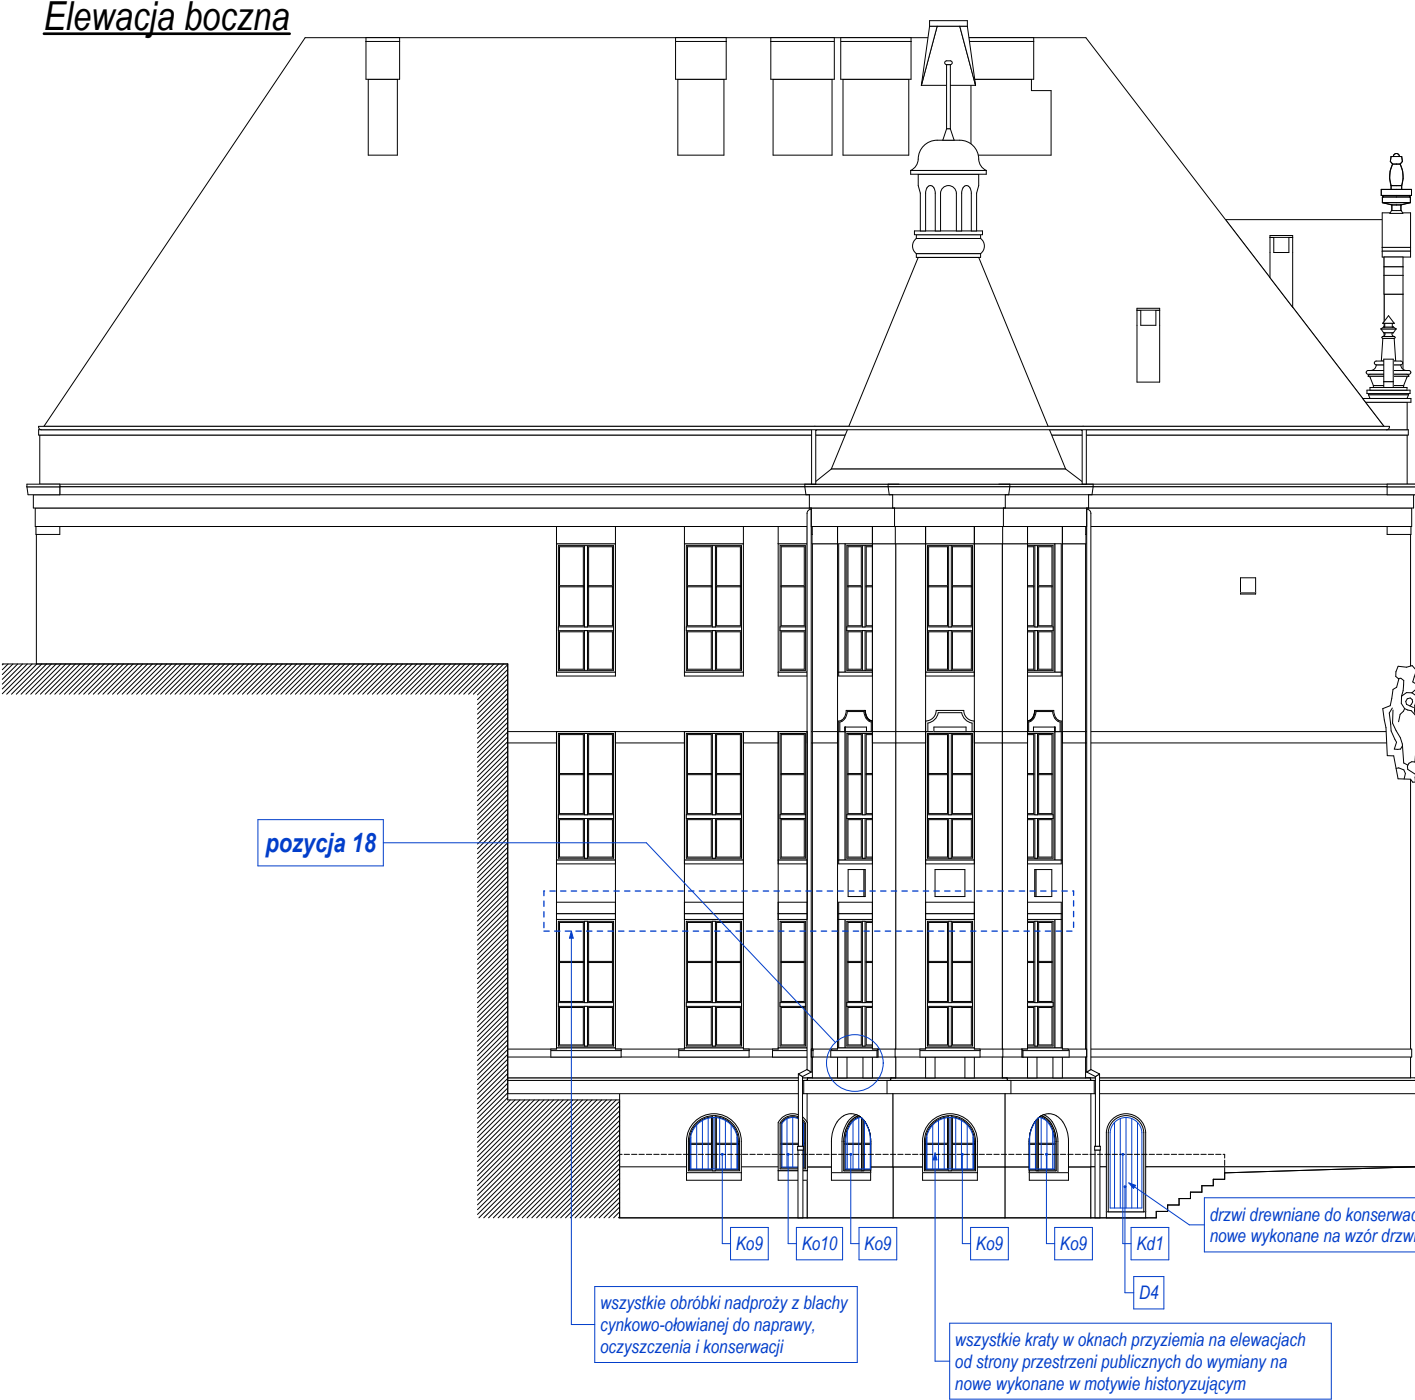 Elewacja boczna
pozycja 18
Ko9
Ko10
Ko9
Ko9
Ko9
Kd1
drzwi drewniane do
nowe wykonane na wzór
D4
wszystkie obróbki nadproży z blachy
cynkowo-ołowianej do naprawy,
oczyszczenia i konserwacji
wszystkie kraty w oknach przyziemia na elewacjach
od strony przestrzeni publicznych do wymiany na
nowe wykonane w motywie historyzującym